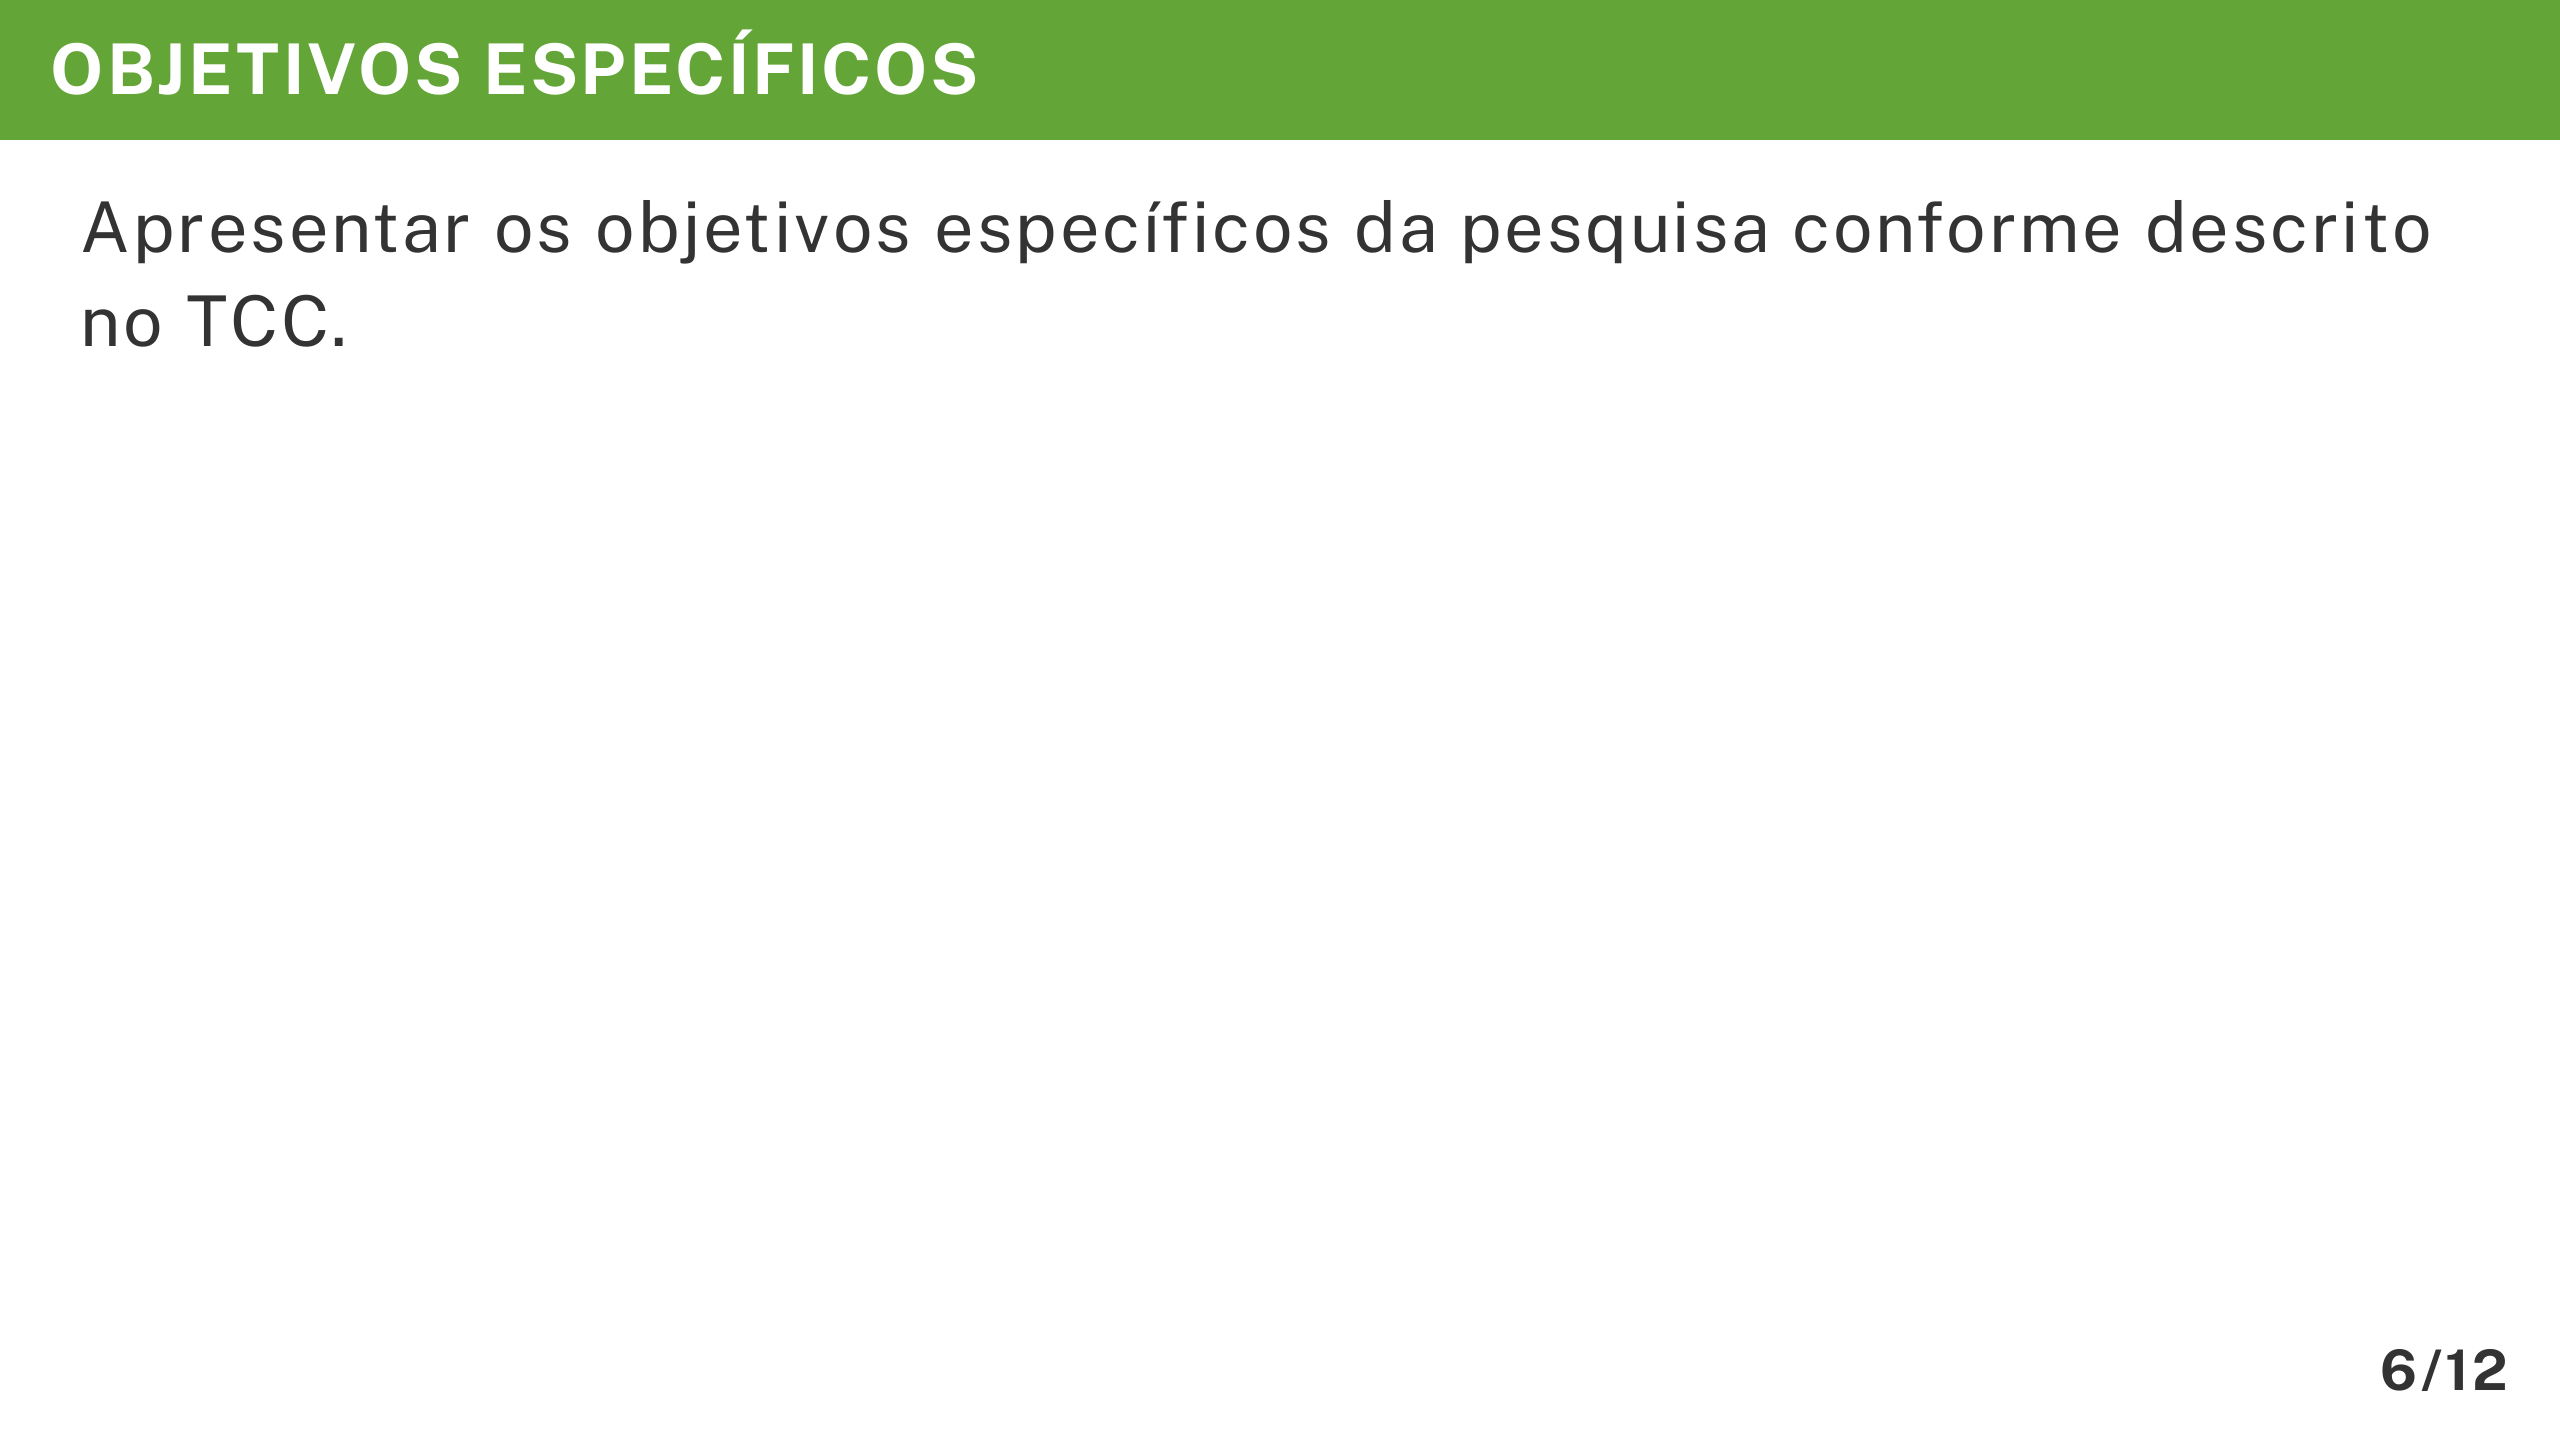 OBJETIVOS ESPECÍFICOS
Apresentar os objetivos específicos da pesquisa conforme descrito
no TCC.
6/12